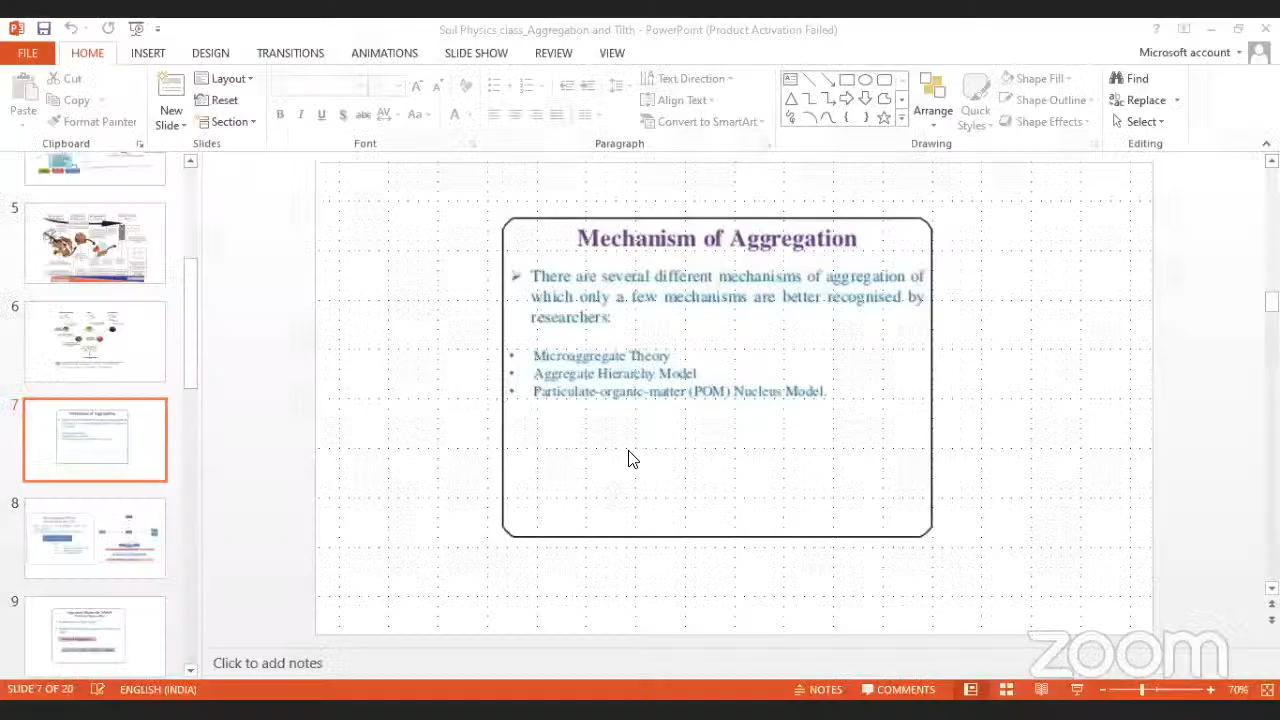 Soil Physics class_Aggregation and Tilth - PowerPoint (Product Activation Failed)
FILE HOME INSERT DESIGN TRANSITIONS ANIMATIONS SLIDE SHOW REVIEW VIEW Microsoft account
Paste
Cut
Copy
Format Painter
Clipboard
New Slide
Layout
Reset
Section
Slides
Font
Text Direction
Align Text
Convert to SmartArt
Paragraph
Arrange
Quick Styles
Shape Fill
Shape Outline
Shape Effects
Drawing
Find
Replace
Select
Editing
5
6
7
8
9
Mechanism of Aggregation
There are several different mechanisms of aggregation of
which only a few mechanisms are better recognised by
researchers:
Microaggregate Theory
Aggregate Hierarchy Model
Particulate-organic-matter (POM) Nucleus Model.
Click to add notes
zoom
SLIDE 7 OF 20 ENGLISH (INDIA) NOTES COMMENTS 70%